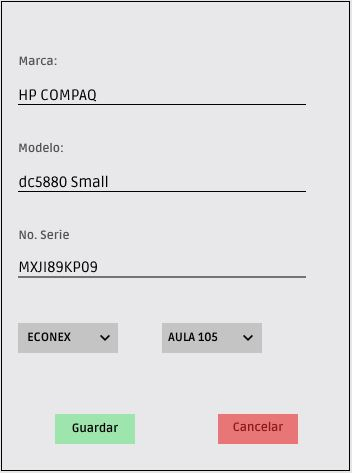 Marca:
HP COMPAQ
Modelo:
dc5880 Small
No. Serie
MXJI89KP09
ECONEX AULA 105
Guardar Cancelar